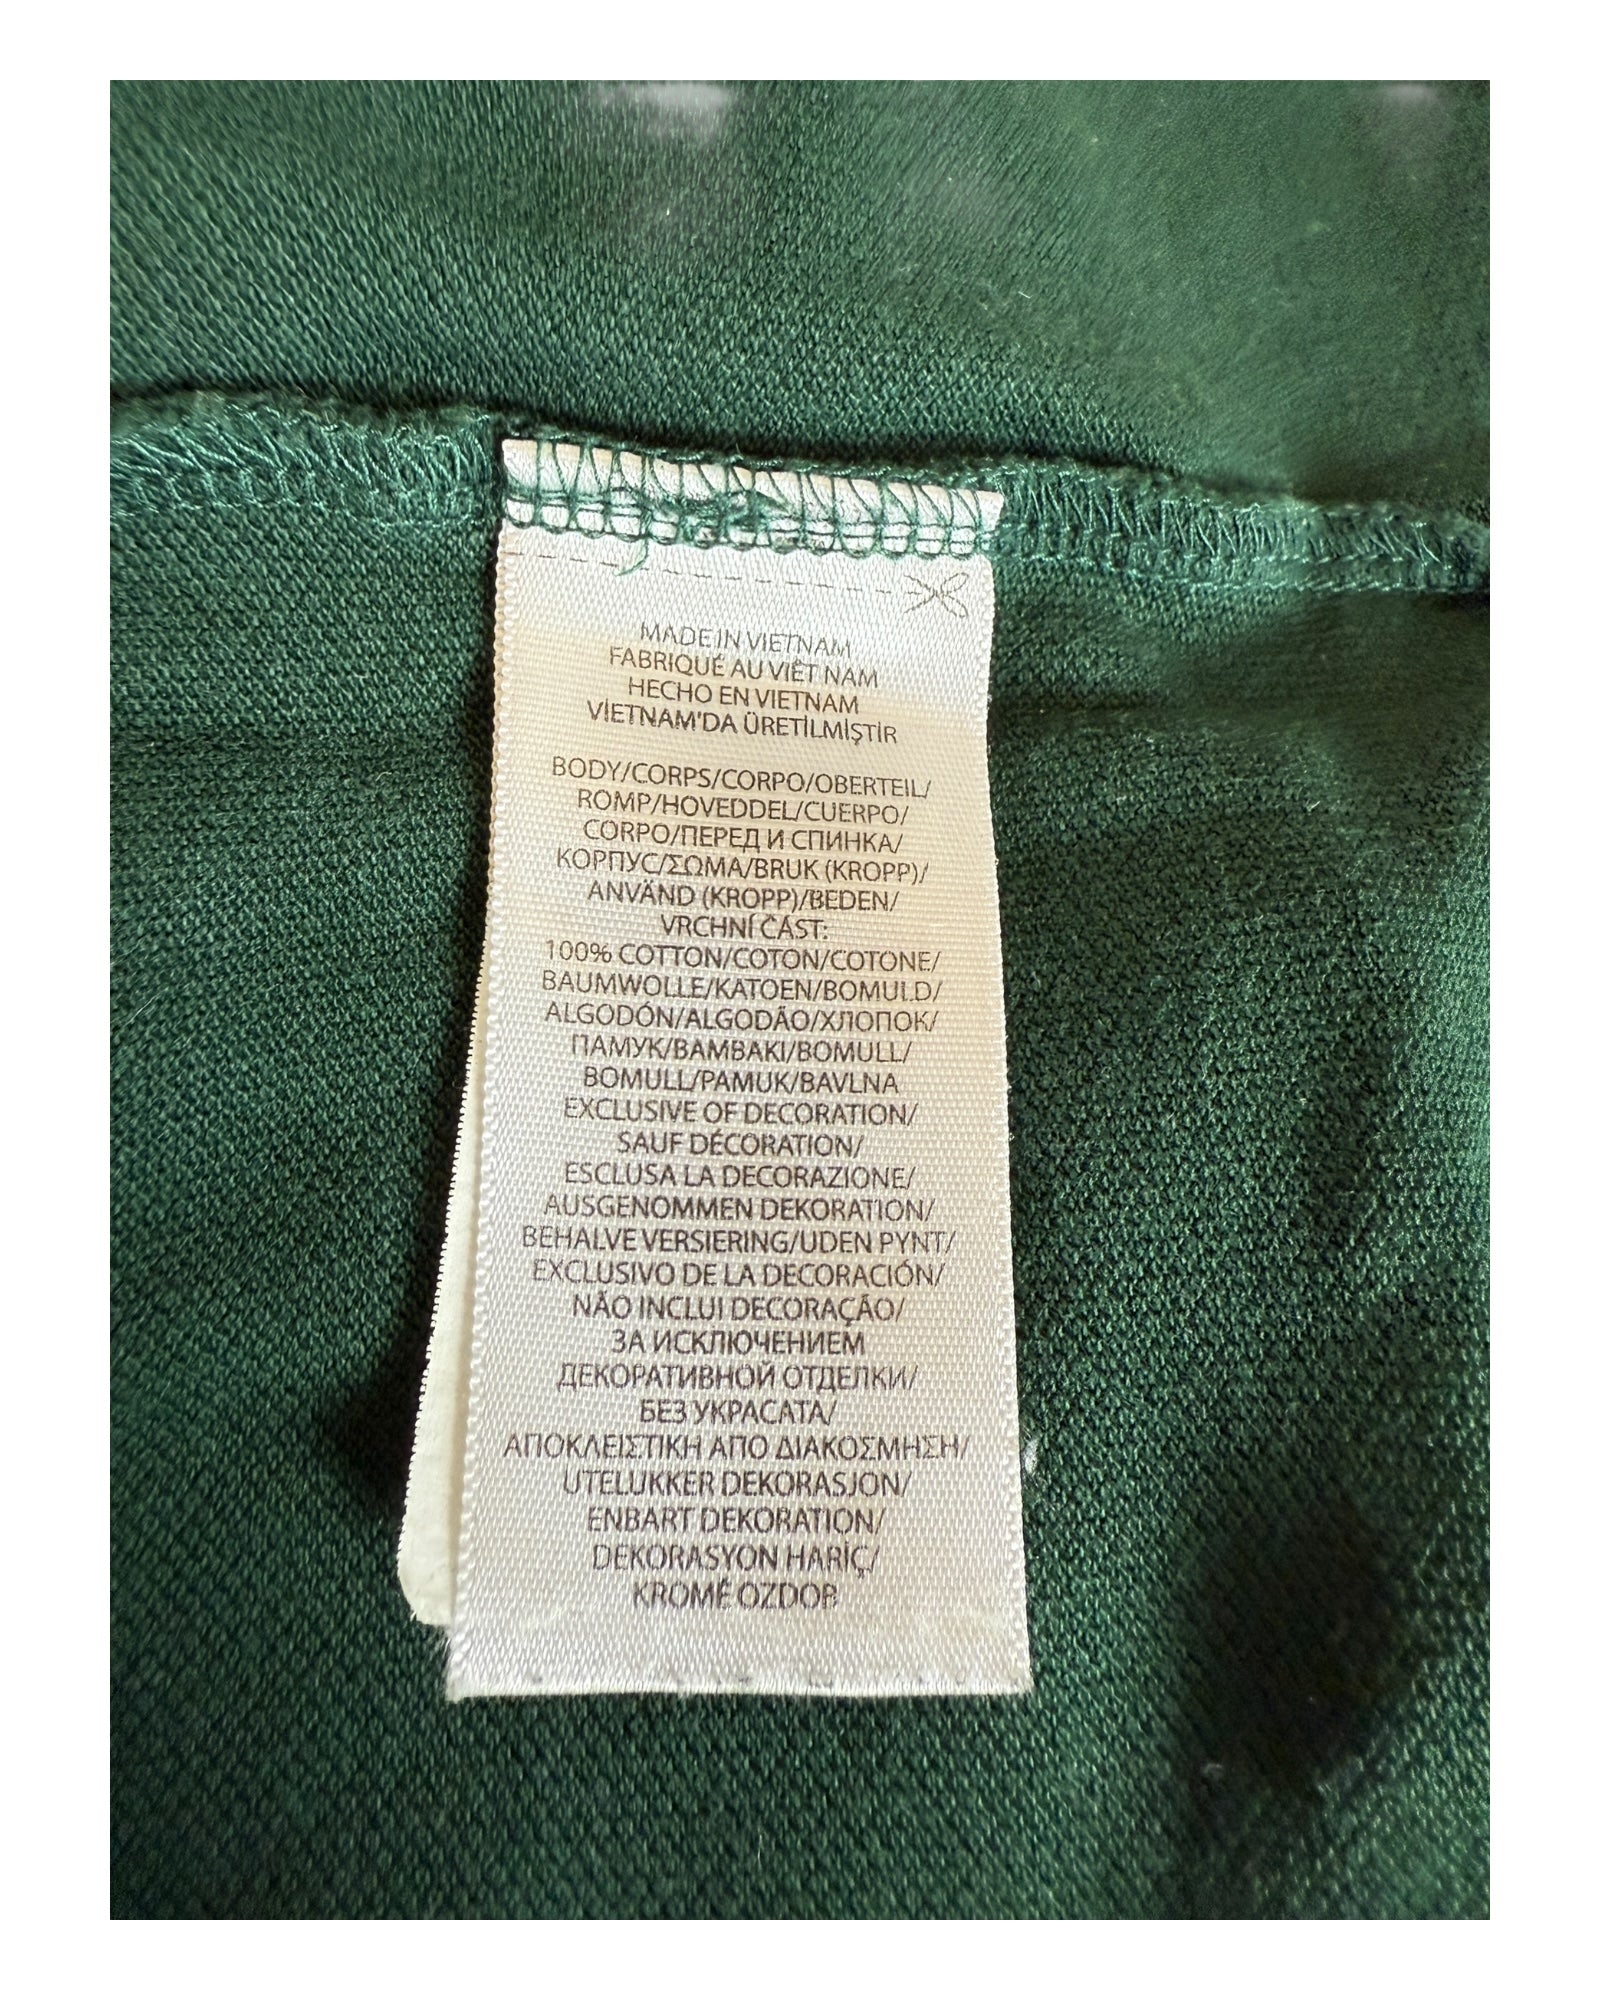 MADE IN VIETNAM
FABRIQUÉ AU VIÊT NAM
HECHO EN VIETNAM
VİETNAM'DA ÜRETİLMİŞTİR
BODY/CORPS/CORPO/OBERTEIL/
ROMP/HOVEDDEL/CUERPO/
CORPO/ПЕРЕД И СПИНКА/
КОРПУС/ΣΩΜΑ/BRUK (KROPP)/
ANVÄND (KROPP)/BEDEN/
VRCHNÍ ČÁST:
100% COTTON/COTON/COTONE/
BAUMWOLLE/KATOEN/BOMULD/
ALGODÓN/ALGODÃO/ХЛОПОК/
ПАМУК/ΒΑΜΒΑΚΙ/BOMULL/
BOMULL/PAMUK/BAVLNA
EXCLUSIVE OF DECORATION/
SAUF DÉCORATION/
ESCLUSA LA DECORAZIONE/
AUSGENOMMEN DEKORATION/
BEHALVE VERSIERING/UDEN PYNT/
EXCLUSIVO DE LA DECORACIÓN/
NÃO INCLUI DECORAÇÃO/
ЗА ИСКЛЮЧЕНИЕМ
ДЕКОРАТИВНОЙ ОТДЕЛКИ/
БЕЗ УКРАСАТА/
ΑΠΟΚΛΕΙΣΤΙΚΗ ΑΠΟ ΔΙΑΚΟΣΜΗΣΗ/
UTELUKKER DEKORASJON/
ENBART DEKORATION/
DEKORASYON HARİÇ/
KROMĚ OZDOB